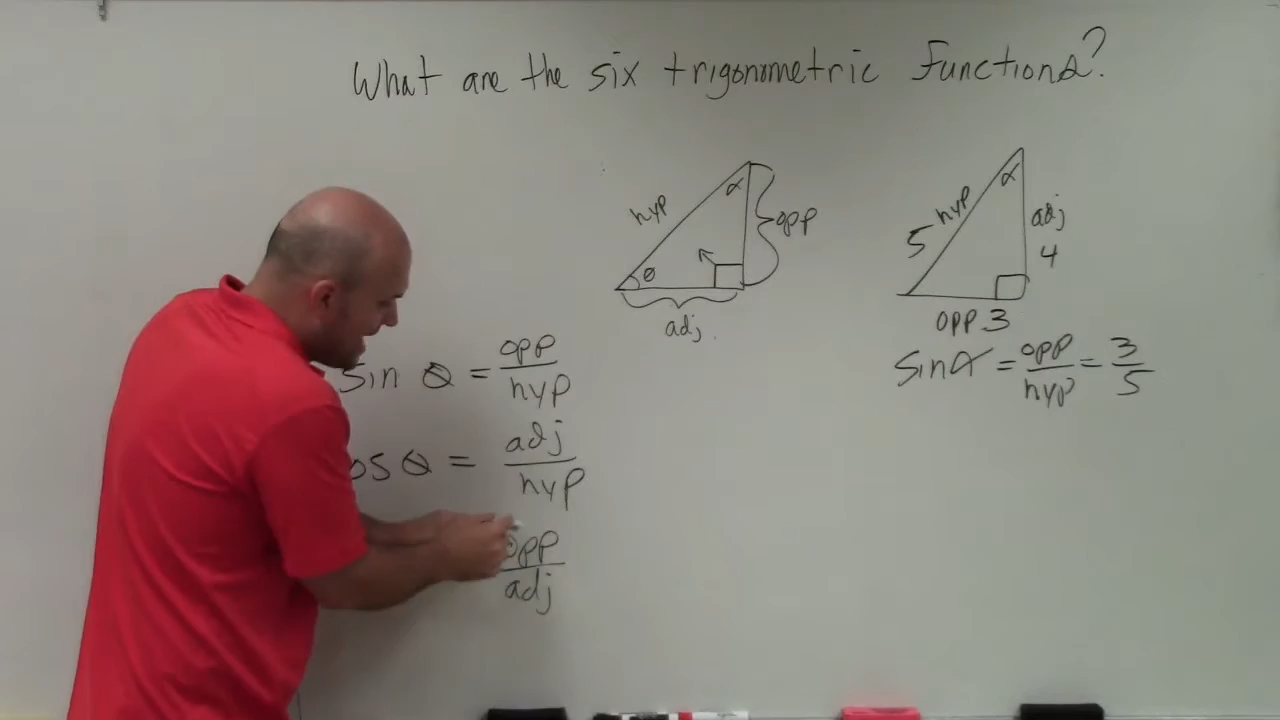 What are the six trigonometric functions?
hyp
α
opp
θ
adj.
hyp
α
5
adj
4
opp 3
sin θ = opp/hyp
os θ = adj/hyp
opp/adj
sin α = opp/hyp = 3/5